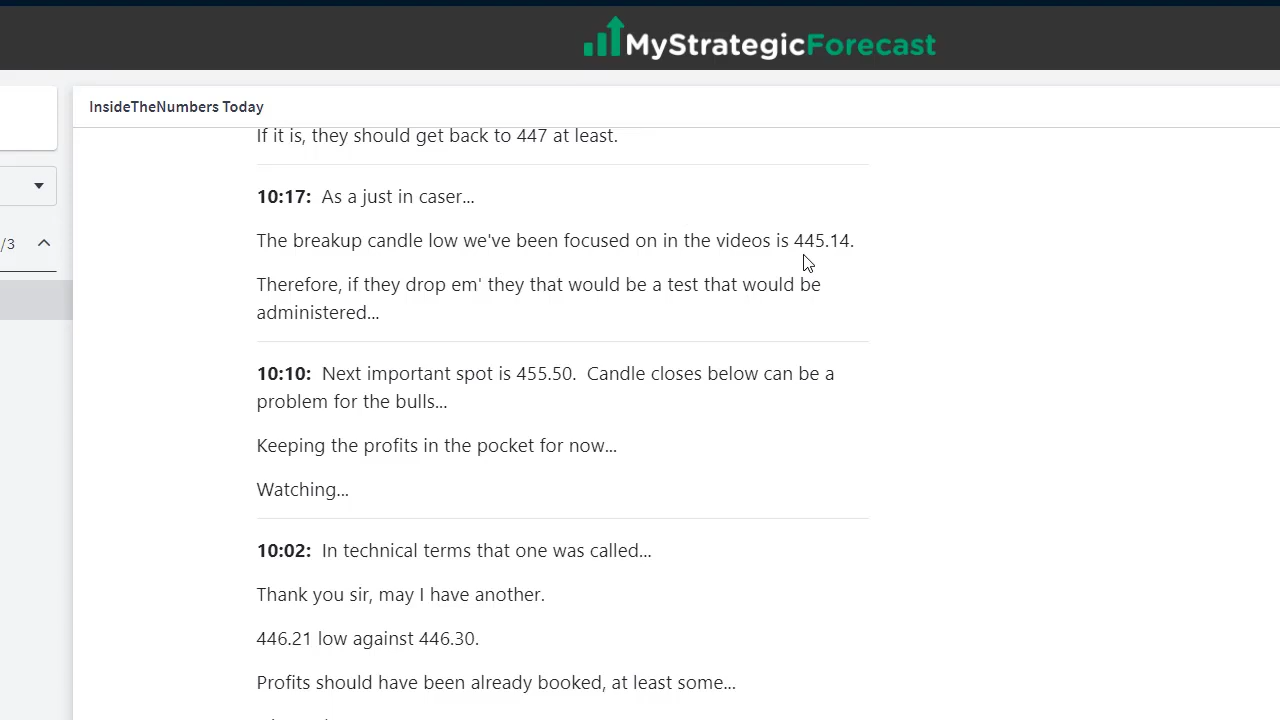 MyStrategicForecast
InsideTheNumbers Today
If it is, they should get back to 447 at least.
/3
10:17: As a just in caser...
The breakup candle low we've been focused on in the videos is 445.14.
Therefore, if they drop em' they that would be a test that would be
administered...
10:10: Next important spot is 455.50. Candle closes below can be a
problem for the bulls...
Keeping the profits in the pocket for now...
Watching...
10:02: In technical terms that one was called...
Thank you sir, may I have another.
446.21 low against 446.30.
Profits should have been already booked, at least some...